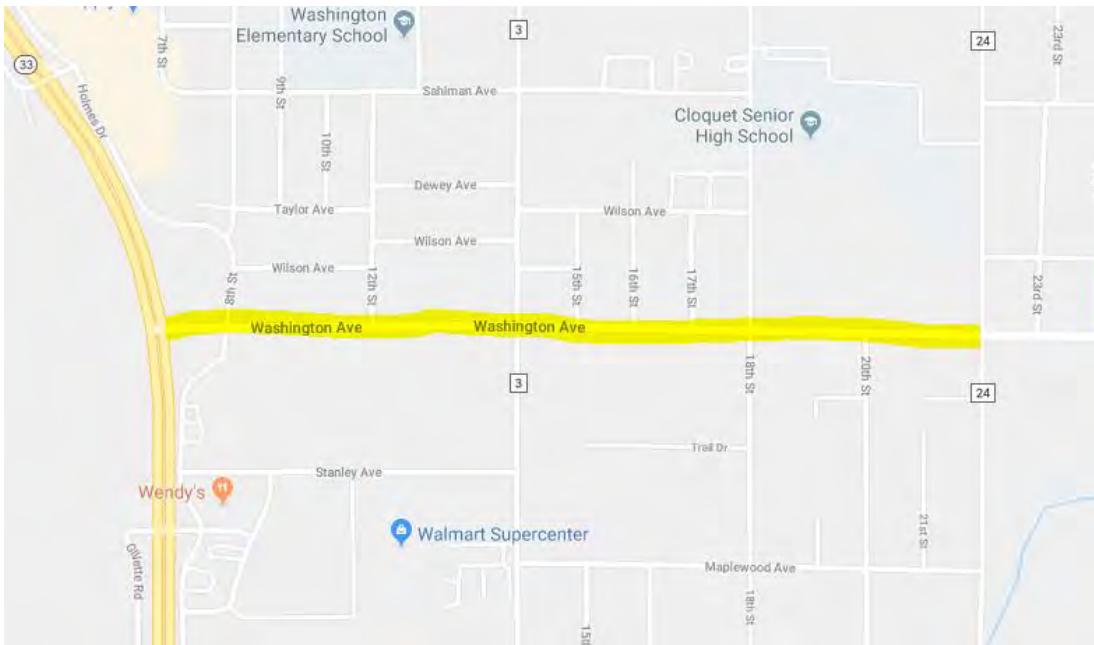 ppy
7th St
Washington
Elementary School
3
24
23rd St
33
Holmes Dr
9th St
10th St
Sahlman Ave
Cloquet Senior
High School
Dewey Ave
Taylor Ave
Wilson Ave
Wilson Ave
Wilson Ave
8th St
12th St
15th St
16th St
17th St
23rd St
Washington Ave
Washington Ave
3
18th St
20th St
24
Trail Dr
Stanley Ave
Wendy's
Walmart Supercenter
21st St
Gillette Rd
Maplewood Ave
18th St
15th